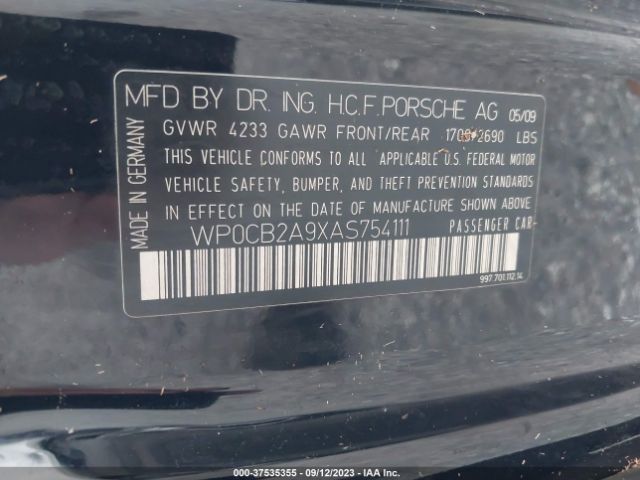 MFD BY DR. ING. H.C.F.PORSCHE AG 05/09
GVWR 4233 GAWR FRONT/REAR 2690 LBS
THIS VEHICLE CONFORMS TO ALL APPLICABLE U.S. FEDERAL MOTOR
VEHICLE SAFETY, BUMPER, AND THEFT PREVENTION STANDARDS
IN EFFECT ON THE DATE OF MANUFACTURE SHOWN ABOVE
WP0CB2A9XAS754111 PASSENGER CAR
997.701.112.14
MADE IN GERMANY
000-37535355 - 09/12/2023 - IAA Inc.